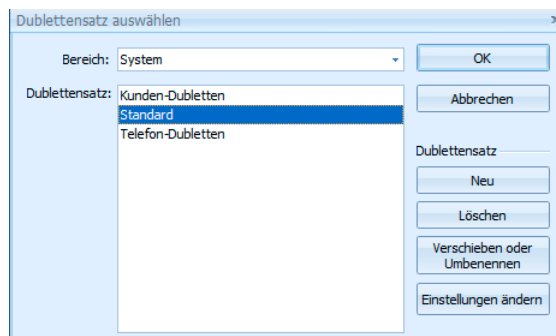 Dublettensatz auswählen
Bereich: System
OK
Dublettensatz: Kunden-Dubletten
Standard
Telefon-Dubletten
Abbrechen
Dublettensatz
Neu
Löschen
Verschieben oder
Umbenennen
Einstellungen ändern